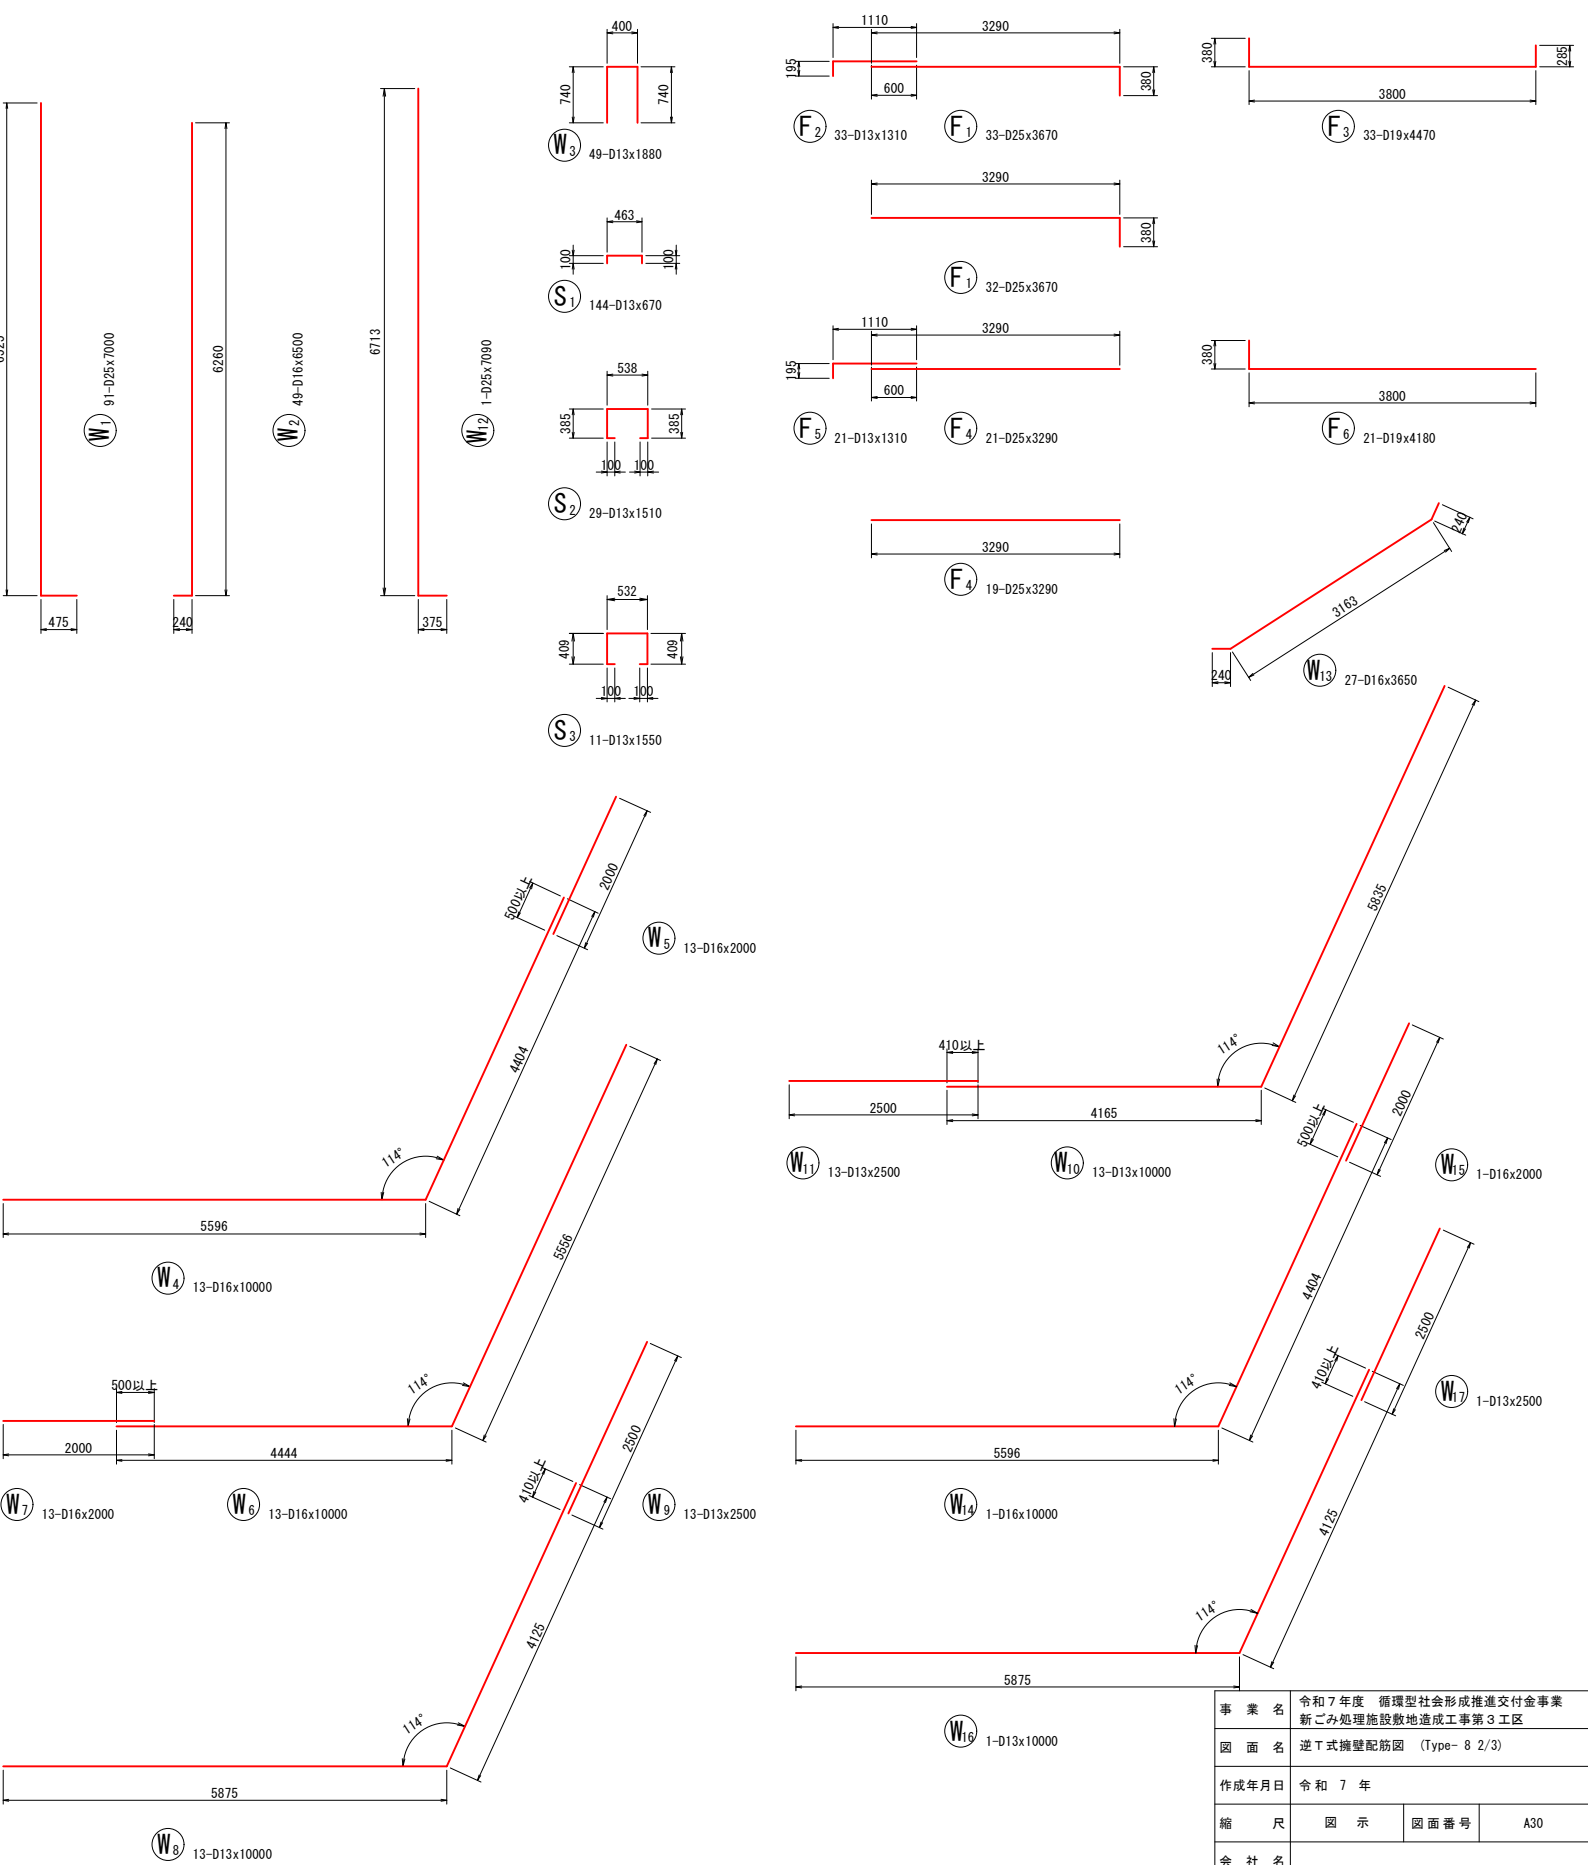 475
W1 91-D25x7000
6260
240
W2 49-D16x6500
6713
375
W12 1-D25x7090
400
740
740
W3 49-D13x1880
463
100
100
S1 144-D13x670
538
385
385
100
100
S2 29-D13x1510
532
409
409
100
100
S3 11-D13x1550
1110
3290
195
600
380
F2 33-D13x1310
F1 33-D25x3670
380
285
3800
F3 33-D19x4470
3290
380
F1 32-D25x3670
1110
3290
195
600
F5 21-D13x1310
F4 21-D25x3290
380
3800
F6 21-D19x4180
3290
F4 19-D25x3290
240
3163
240
W13 27-D16x3650
2000
500以上
4404
114°
5596
W5 13-D16x2000
W4 13-D16x10000
5556
114°
500以上
2000
4444
W7 13-D16x2000
W6 13-D16x10000
2500
410以上
4125
114°
5875
W9 13-D13x2500
W8 13-D13x10000
5835
114°
410以上
2500
4165
W11 13-D13x2500
W10 13-D13x10000
2000
500以上
4404
114°
5596
W15 1-D16x2000
W14 1-D16x10000
2500
410以上
4125
114°
5875
W17 1-D13x2500
W16 1-D13x10000
事業名 令和7年度 循環型社会形成推進交付金事業
新ごみ処理施設敷地造成工事第3工区
図面名 逆T式擁壁配筋図 (Type- 8 2/3)
作成年月日 令和 7 年
縮尺 図示 図面番号 A30
会社名